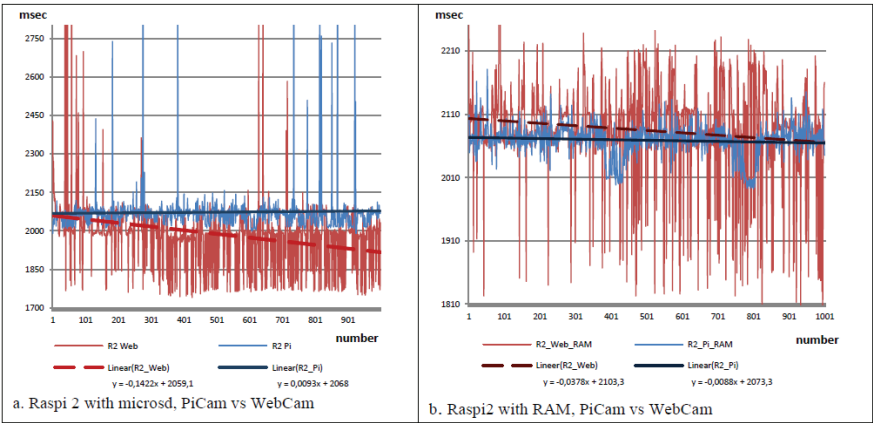 msec
2750
2600
2450
2300
2150
2000
1850
1700
1 101 201 301 401 501 601 701 801 901
number
R2 Web R2 Pi
Linear(R2_Web) Linear(R2_Pi)
y = -0,1422x + 2059,1 y = 0,0093x + 2068
a. Raspi 2 with microsd, PiCam vs WebCam
msec
2210
2110
2010
1910
1810
1 101 201 301 401 501 601 701 801 901 1001
number
R2_Web_RAM R2_Pi_RAM
Lineer(R2_Web) Linear(R2_Pi)
y = -0,0378x + 2103,3 y = -0,0088x + 2073,3
b. Raspi2 with RAM, PiCam vs WebCam